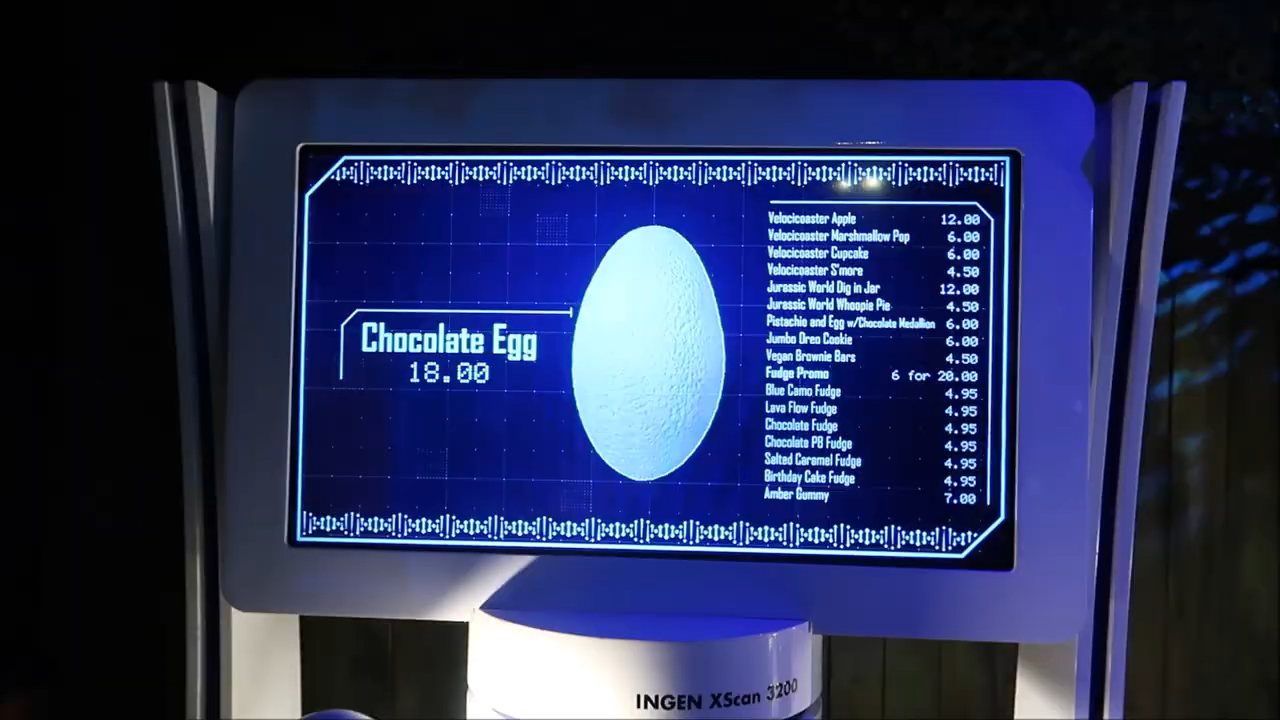 Chocolate Egg
18.00
Velocicoaster Apple 12.00
Velocicoaster Marshmallow Pop 6.00
Velocicoaster Cupcake 6.00
Velocicoaster S'more 4.50
Jurassic World Dig in Jar 12.00
Jurassic World Whoopie Pie 4.50
Pistachio and Egg w/Chocolate Medallion 6.00
Jumbo Oreo Cookie 6.00
Vegan Brownie Bars 4.50
Fudge Promo 6 for 20.00
Blue Camo Fudge 4.95
Lava Flow Fudge 4.95
Chocolate Fudge 4.95
Chocolate PB Fudge 4.95
Salted Caramel Fudge 4.95
Birthday Cake Fudge 4.95
Amber Gummy 7.00
INGEN XScan 3200